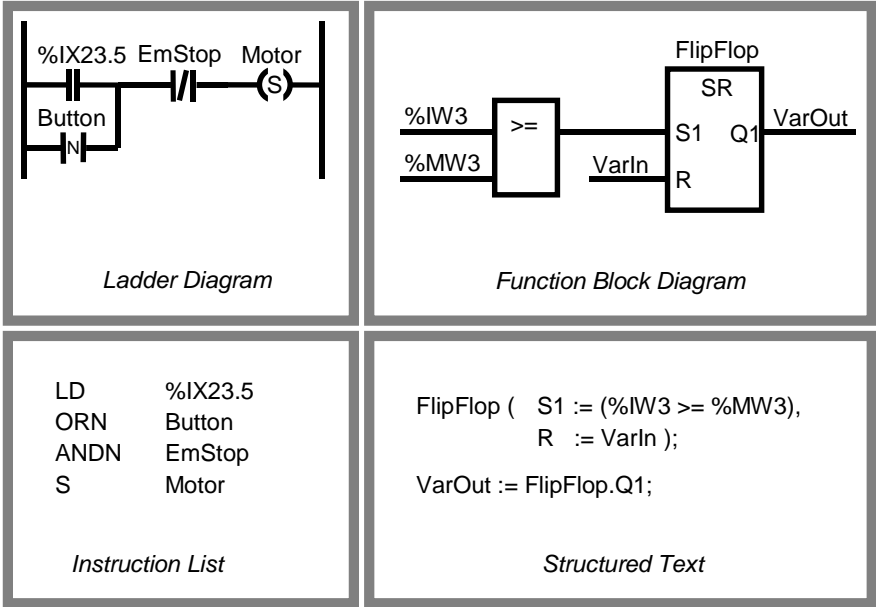 %IX23.5 EmStop Motor
/ S
Button
N
Ladder Diagram
FlipFlop
SR
%IW3 >= S1 Q1 VarOut
%MW3 VarIn R
Function Block Diagram
LD %IX23.5
ORN Button
ANDN EmStop
S Motor
Instruction List
FlipFlop ( S1 := (%IW3 >= %MW3),
R := VarIn );
VarOut := FlipFlop.Q1;
Structured Text